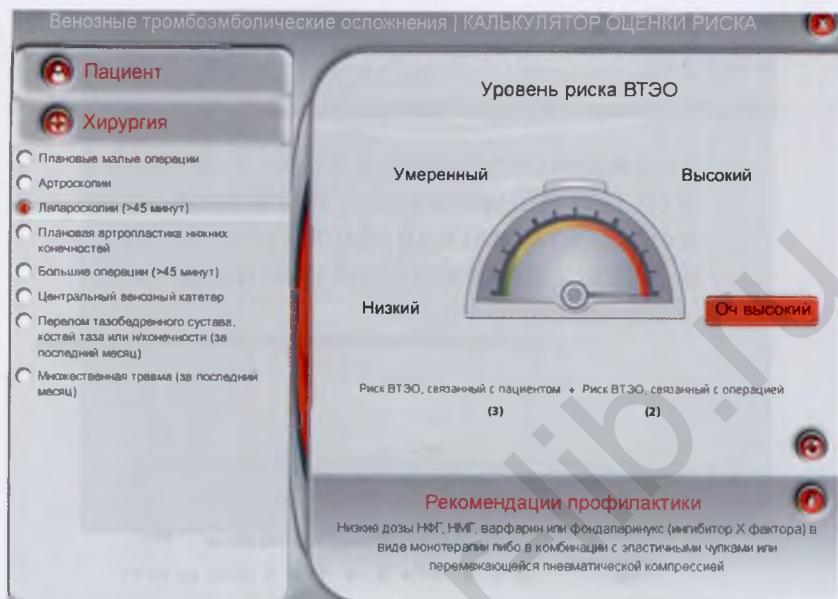 Венозные тромбоэмболические осложнения | КАЛЬКУЛЯТОР ОЦЕНКИ РИСКА
Пациент
Хирургия
Плановые малые операции
Артроскопии
Лапароскопии (>45 минут)
Плановая артропластика нижних
конечностей
Большие операции (>45 минут)
Центральный венозный катетер
Перелом тазобедренного сустава,
костей таза или н/конечности (за
последний месяц)
Множественная травма (за последний
месяц)
Уровень риска ВТЭО
Умеренный
Высокий
Низкий
Оч высокий
Риск ВТЭО, связанный с пациентом + Риск ВТЭО, связанный с операцией
(3) (2)
Рекомендации профилактики
Низкие дозы НФГ, НМГ, варфарин или фондапаринукс (ингибитор X фактора) в
виде монотерапии либо в комбинации с эластичными чулками или
перемежающейся пневматической компрессией
r-lib.ru